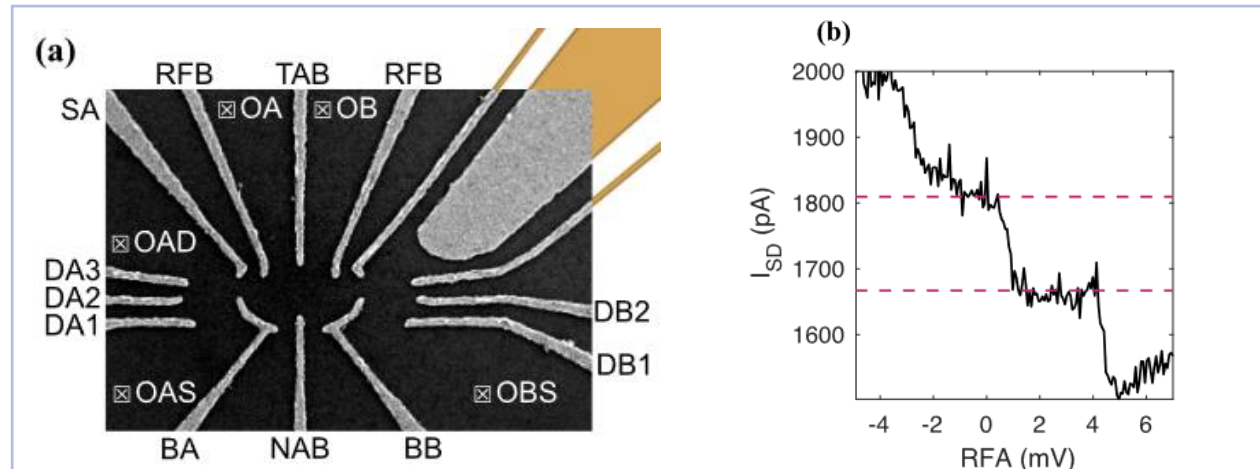 (a)
RFB TAB RFB
SA ☒ OA ☒ OB
☒ OAD
DA3
DA2
DA1
DB2
DB1
☒ OAS ☒ OBS
BA NAB BB
(b)
2000
1900
1800
1700
1600
I_SD (pA)
-4 -2 0 2 4 6
RFA (mV)